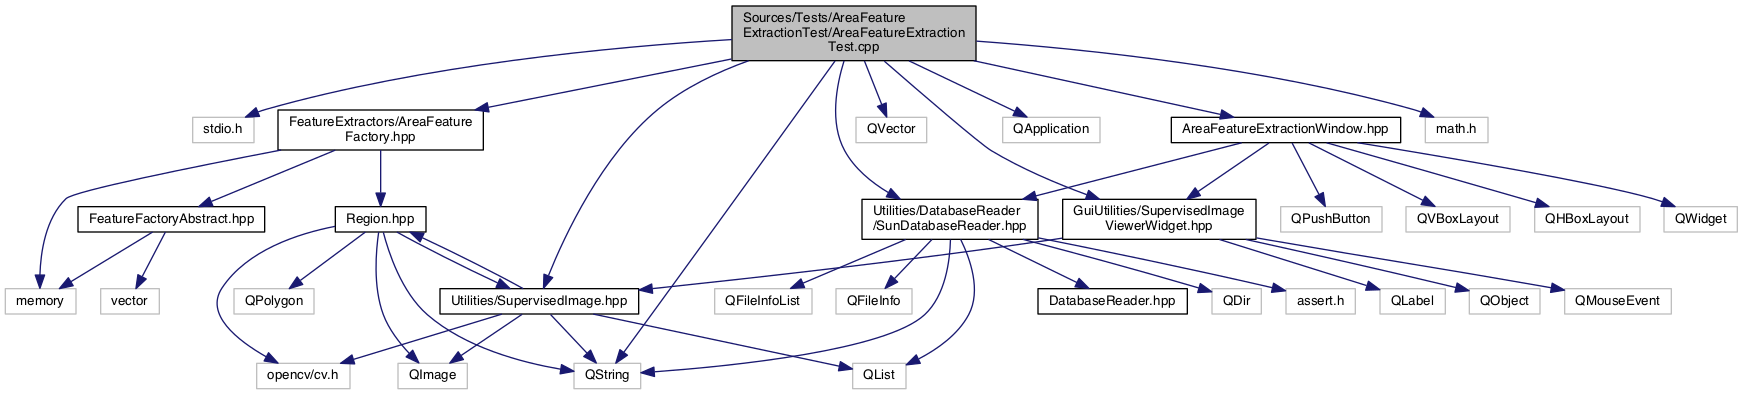 Sources/Tests/AreaFeature
ExtractionTest/AreaFeatureExtraction
Test.cpp
stdio.h
FeatureExtractors/AreaFeature
Factory.hpp
QVector
QApplication
AreaFeatureExtractionWindow.hpp
math.h
FeatureFactoryAbstract.hpp
Region.hpp
Utilities/DatabaseReader
/SunDatabaseReader.hpp
GuiUtilities/SupervisedImage
ViewerWidget.hpp
QPushButton
QVBoxLayout
QHBoxLayout
QWidget
memory
vector
QPolygon
Utilities/SupervisedImage.hpp
QFileInfoList
QFileInfo
DatabaseReader.hpp
QDir
assert.h
QLabel
QObject
QMouseEvent
opencv/cv.h
QImage
QString
QList